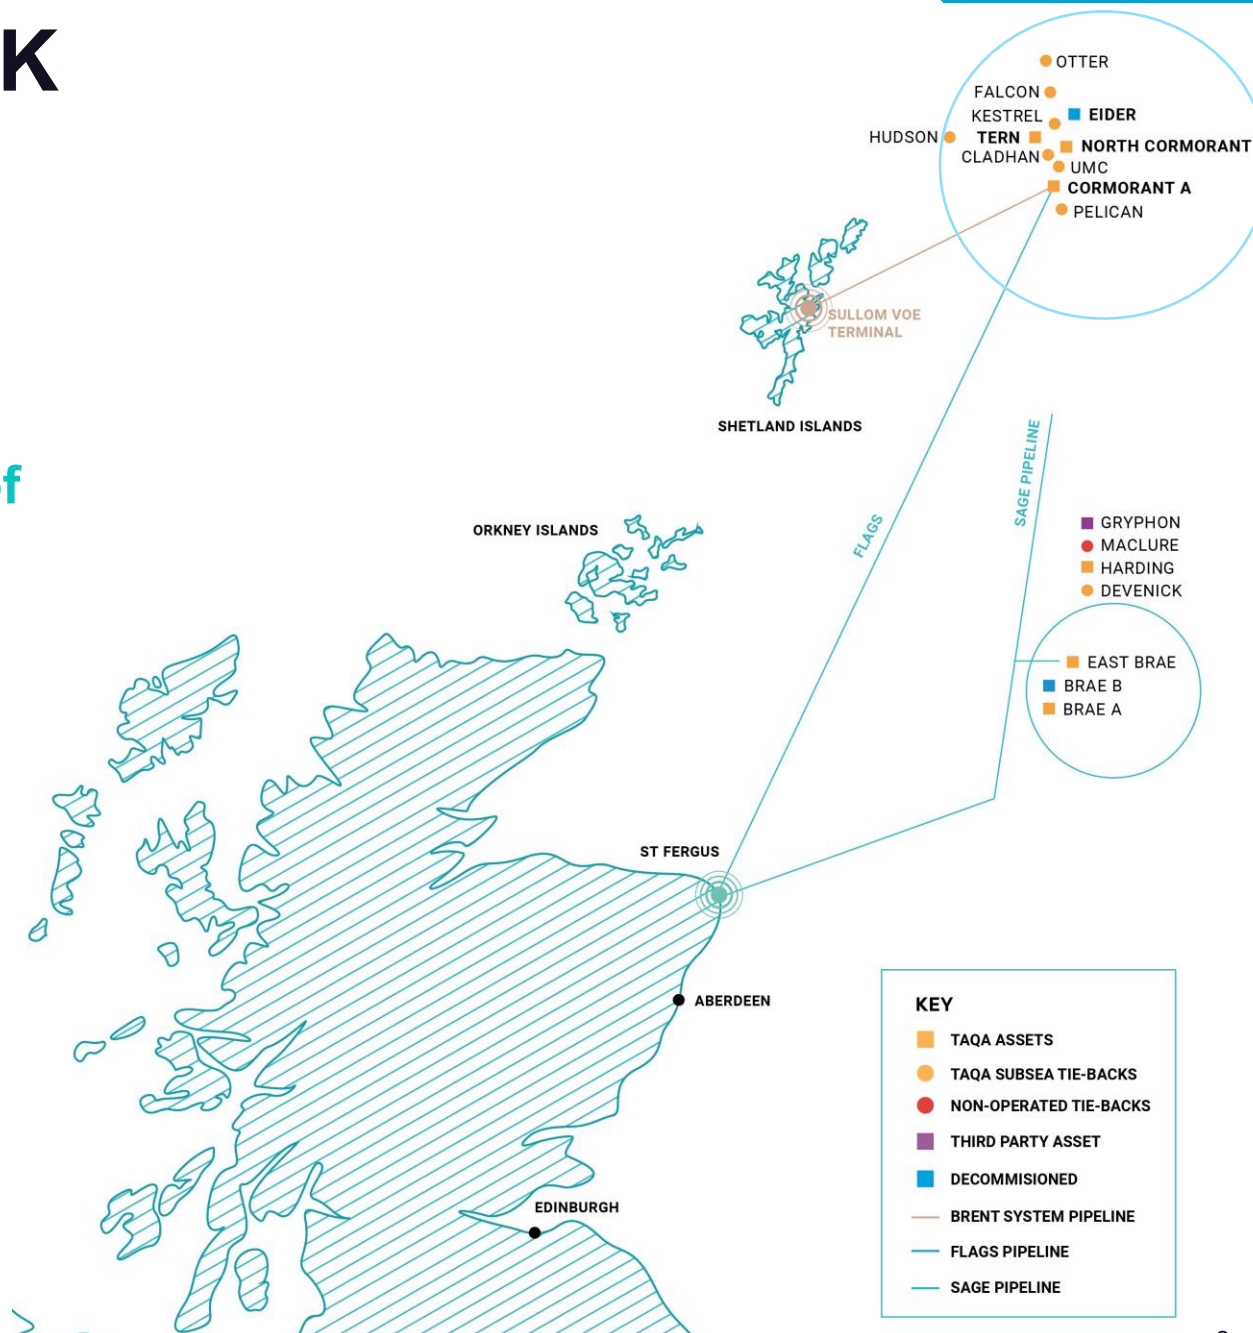 K
f
OTTER
FALCON
KESTREL
EIDER
HUDSON
TERN
NORTH CORMORANT
CLADHAN
UMC
CORMORANT A
PELICAN
SULLOM VOE
TERMINAL
SHETLAND ISLANDS
SAGE PIPELINE
FLAGS
ORKNEY ISLANDS
GRYPHON
MACLURE
HARDING
DEVENICK
EAST BRAE
BRAE B
BRAE A
ST FERGUS
ABERDEEN
EDINBURGH
KEY
TAQA ASSETS
TAQA SUBSEA TIE-BACKS
NON-OPERATED TIE-BACKS
THIRD PARTY ASSET
DECOMMISIONED
BRENT SYSTEM PIPELINE
FLAGS PIPELINE
SAGE PIPELINE